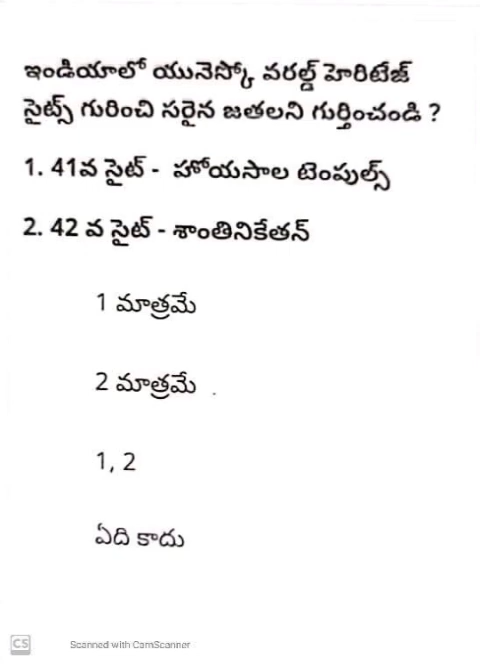 ఇండియాలో యునెస్కో వరల్డ్ హెరిటేజ్
సైట్స్ గురించి సరైన జతలని గుర్తించండి ?
1. 41వ సైట్ - హోయసాల టెంపుల్స్
2. 42 వ సైట్ - శాంతినికేతన్
1 మాత్రమే
2 మాత్రమే
1, 2
ఏది కాదు
CS
Scanned with CamScanner